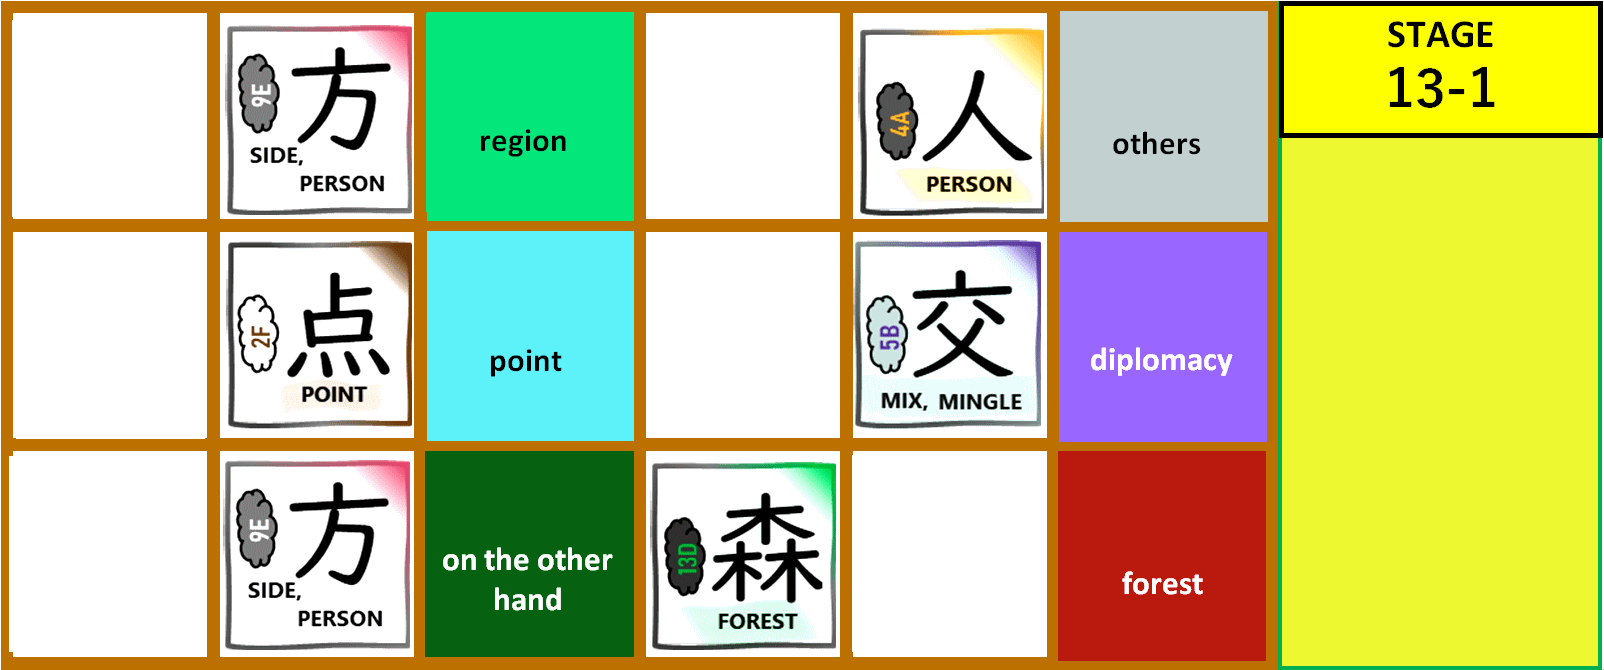 9E
方
SIDE,
PERSON
region
4A
人
PERSON
others
STAGE
13-1
2F
点
POINT
point
5B
交
MIX, MINGLE
diplomacy
9E
方
SIDE,
PERSON
on the other
hand
13D
森
FOREST
forest